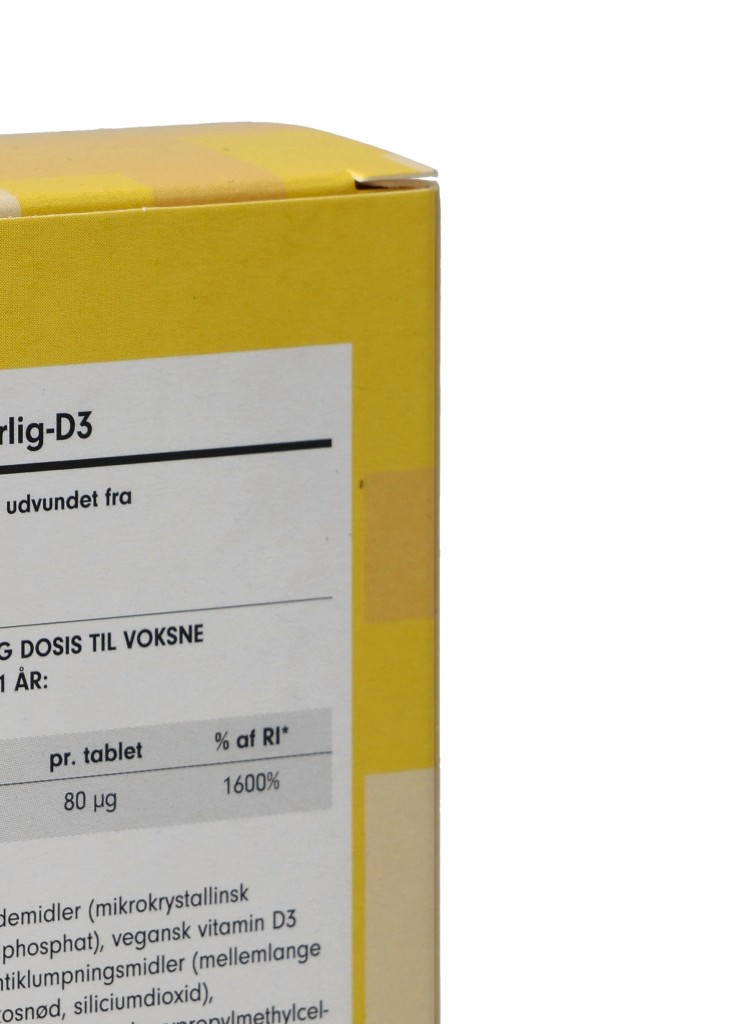 rlig-D3
udvundet fra
G DOSIS TIL VOKSNE
1 ÅR:
pr. tablet % af RI*
80 µg 1600%
demidler (mikrokrystallinsk
phosphat), vegansk vitamin D3
ntiklumpningsmidler (mellemlange
osnød, siliciumdioxid),
propylmethylcel-